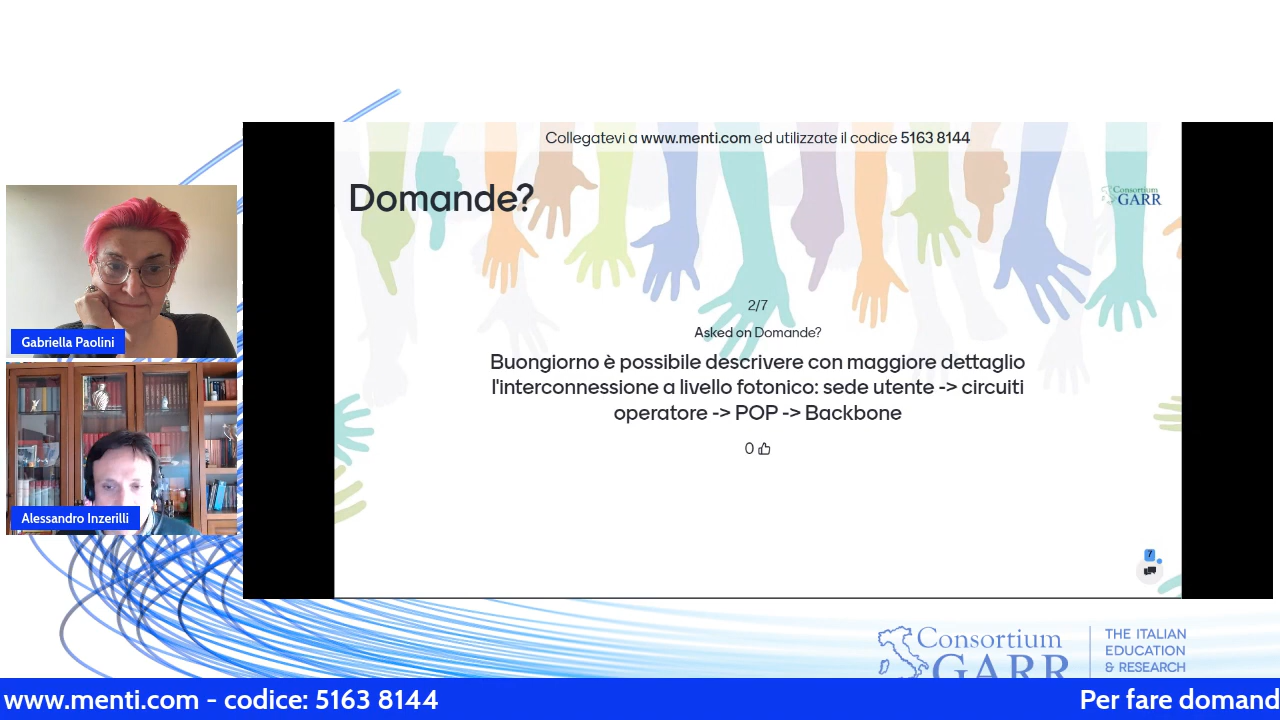 Collegatevi a www.menti.com ed utilizzate il codice 5163 8144
Domande?
Consortium
GARR
2/7
Asked on Domande?
Buongiorno è possibile descrivere con maggiore dettaglio
l'interconnessione a livello fotonico: sede utente -> circuiti
operatore -> POP -> Backbone
0
7
Gabriella Paolini
Alessandro Inzerilli
Consortium
GARR
THE ITALIAN
EDUCATION
& RESEARCH
www.menti.com - codice: 5163 8144
Per fare domand